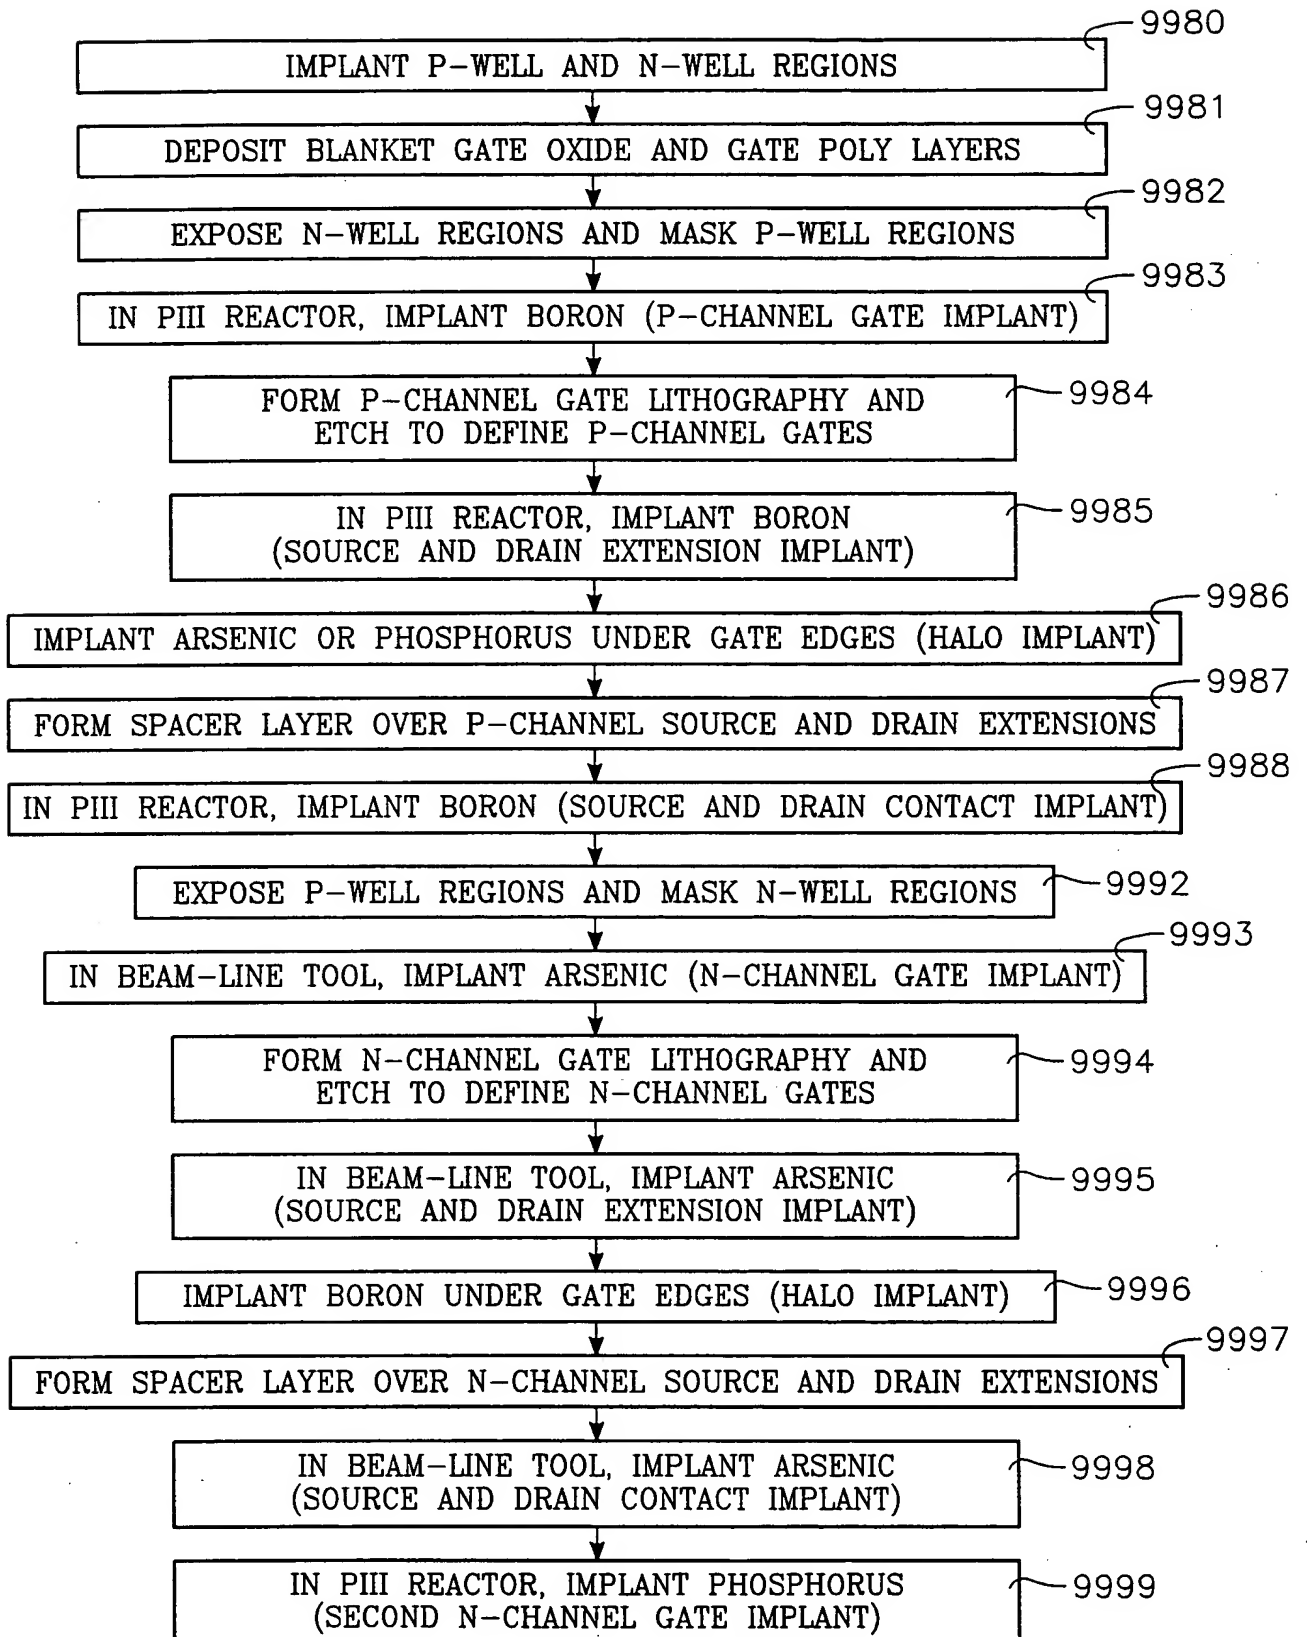 9980
IMPLANT P-WELL AND N-WELL REGIONS
9981
DEPOSIT BLANKET GATE OXIDE AND GATE POLY LAYERS
9982
EXPOSE N-WELL REGIONS AND MASK P-WELL REGIONS
9983
IN PIII REACTOR, IMPLANT BORON (P-CHANNEL GATE IMPLANT)
FORM P-CHANNEL GATE LITHOGRAPHY AND
ETCH TO DEFINE P-CHANNEL GATES
9984
IN PIII REACTOR, IMPLANT BORON
(SOURCE AND DRAIN EXTENSION IMPLANT)
9985
9986
IMPLANT ARSENIC OR PHOSPHORUS UNDER GATE EDGES (HALO IMPLANT)
9987
FORM SPACER LAYER OVER P-CHANNEL SOURCE AND DRAIN EXTENSIONS
9988
IN PIII REACTOR, IMPLANT BORON (SOURCE AND DRAIN CONTACT IMPLANT)
EXPOSE P-WELL REGIONS AND MASK N-WELL REGIONS
9992
9993
IN BEAM-LINE TOOL, IMPLANT ARSENIC (N-CHANNEL GATE IMPLANT)
FORM N-CHANNEL GATE LITHOGRAPHY AND
ETCH TO DEFINE N-CHANNEL GATES
9994
IN BEAM-LINE TOOL, IMPLANT ARSENIC
(SOURCE AND DRAIN EXTENSION IMPLANT)
9995
IMPLANT BORON UNDER GATE EDGES (HALO IMPLANT)
9996
9997
FORM SPACER LAYER OVER N-CHANNEL SOURCE AND DRAIN EXTENSIONS
IN BEAM-LINE TOOL, IMPLANT ARSENIC
(SOURCE AND DRAIN CONTACT IMPLANT)
9998
IN PIII REACTOR, IMPLANT PHOSPHORUS
(SECOND N-CHANNEL GATE IMPLANT)
9999